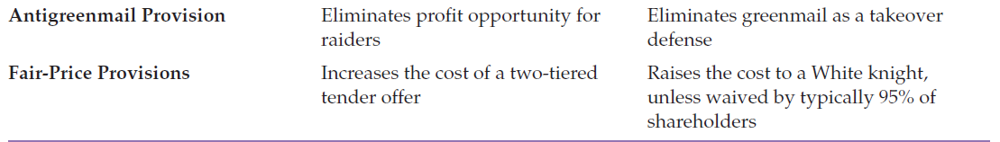 Antigreenmail Provision
Eliminates profit opportunity for
raiders
Eliminates greenmail as a takeover
defense
Fair-Price Provisions
Increases the cost of a two-tiered
tender offer
Raises the cost to a White knight,
unless waived by typically 95% of
shareholders